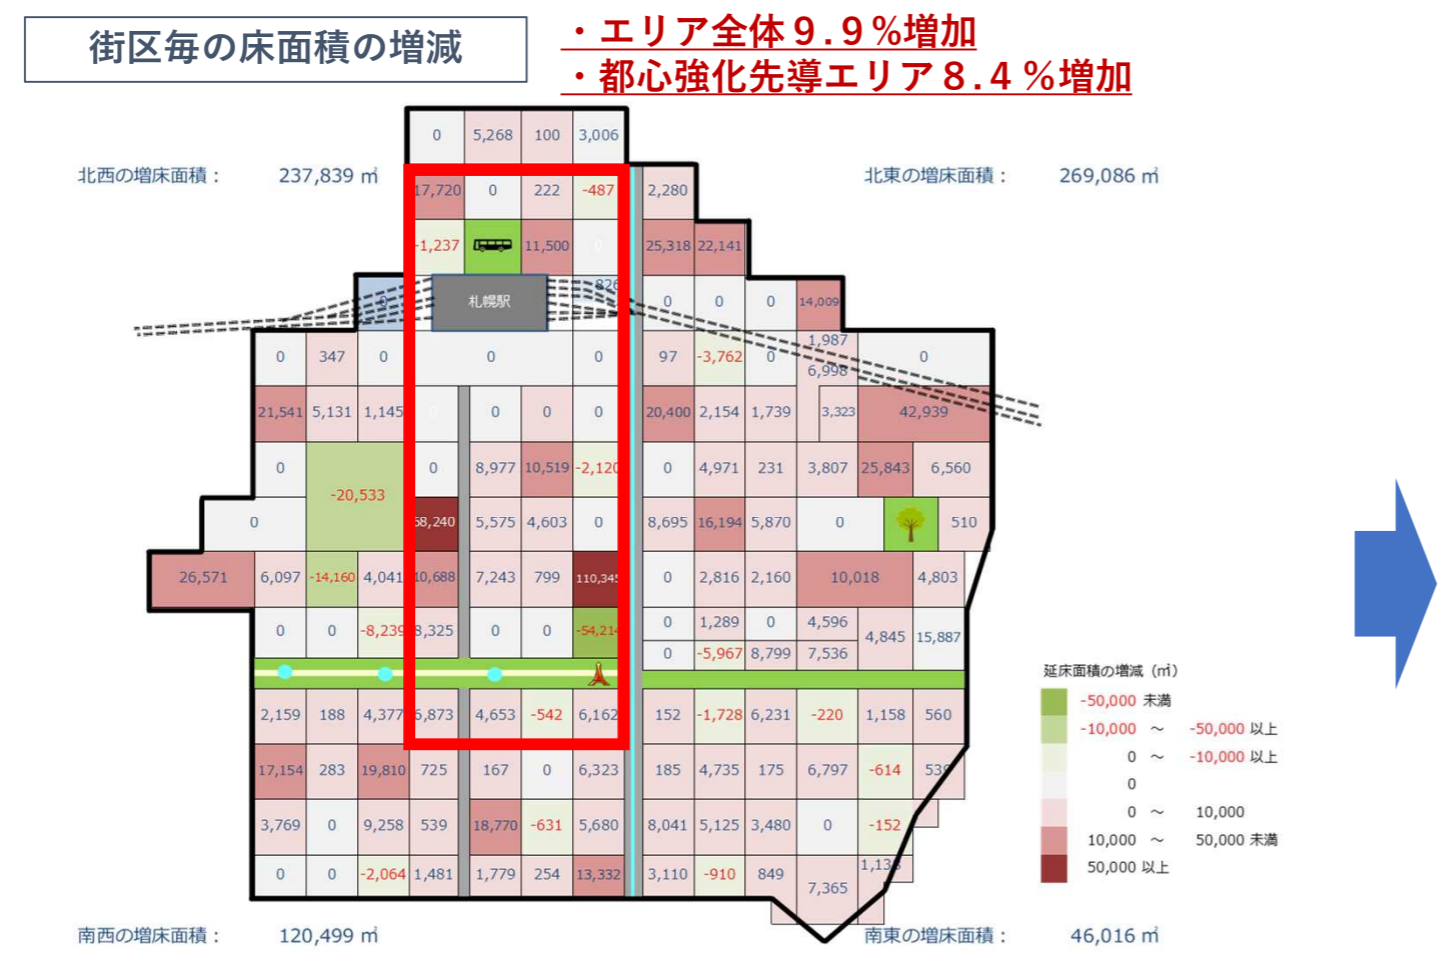 街区毎の床面積の増減
・エリア全体９.９%増加
・都心強化先導エリア８.４%増加
0 5,268 100 3,006
北西の増床面積： 237,839 ㎡
北東の増床面積： 269,086 ㎡
17,720 0 222 -487 2,280
-1,237 11,500 0 25,318 22,141
0 札幌駅 826 0 0 0 14,009
0 347 0 0 0 97 -3,762 0 1,987 0
6,998
21,541 5,131 1,145 0 0 0 20,400 2,154 1,739 3,323 42,939
0 0 8,977 10,519 -2,120 0 4,971 231 3,807 25,843 6,560
-20,533
0 5,575 4,603 0 8,695 16,194 5,870 0 510
26,571 6,097 -14,160 4,041 10,688 7,243 799 110,345 0 2,816 2,160 10,018 4,803
0 0 -8,239 0 0 -54,214 0 1,289 0 4,596 4,845 15,887
0 -5,967 8,799 7,536
2,159 188 4,377 4,653 -542 6,162 152 -1,728 6,231 -220 1,158 560
17,154 283 19,810 725 167 0 6,323 185 4,735 175 6,797 -614
3,769 0 9,258 539 18,770 -631 5,680 8,041 5,125 3,480 0 -152
0 0 -2,064 1,481 1,779 254 13,332 3,110 -910 849 7,365
延床面積の増減（㎡）
-50,000 未満
-10,000 ～ -50,000 以上
0 ～ -10,000 以上
0
0 ～ 10,000
10,000 ～ 50,000 未満
50,000 以上
南西の増床面積： 120,499 ㎡
南東の増床面積： 46,016 ㎡